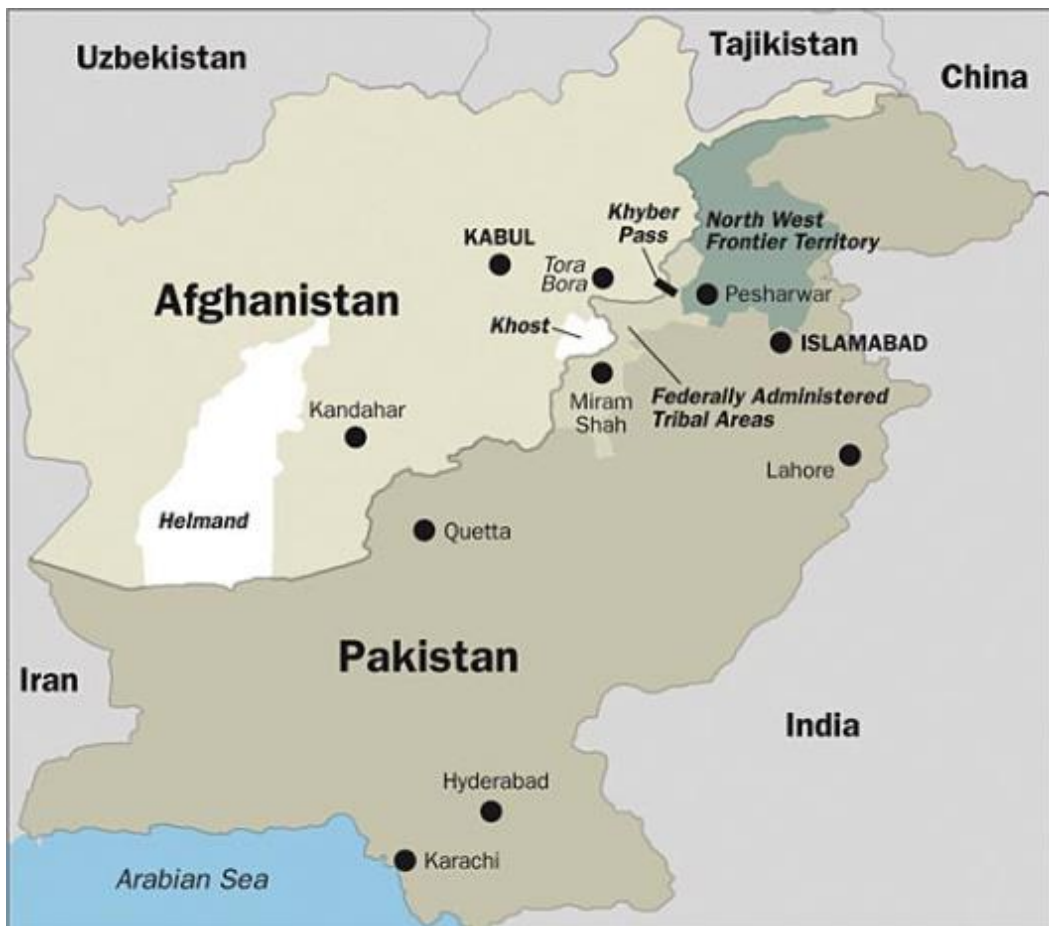 Uzbekistan
Tajikistan
China
KABUL
Tora
Bora
Khyber
Pass
North West
Frontier Territory
Afghanistan
Khost
Pesharwar
ISLAMABAD
Kandahar
Miram
Shah
Federally Administered
Tribal Areas
Lahore
Helmand
Quetta
Pakistan
Iran
India
Hyderabad
Karachi
Arabian Sea